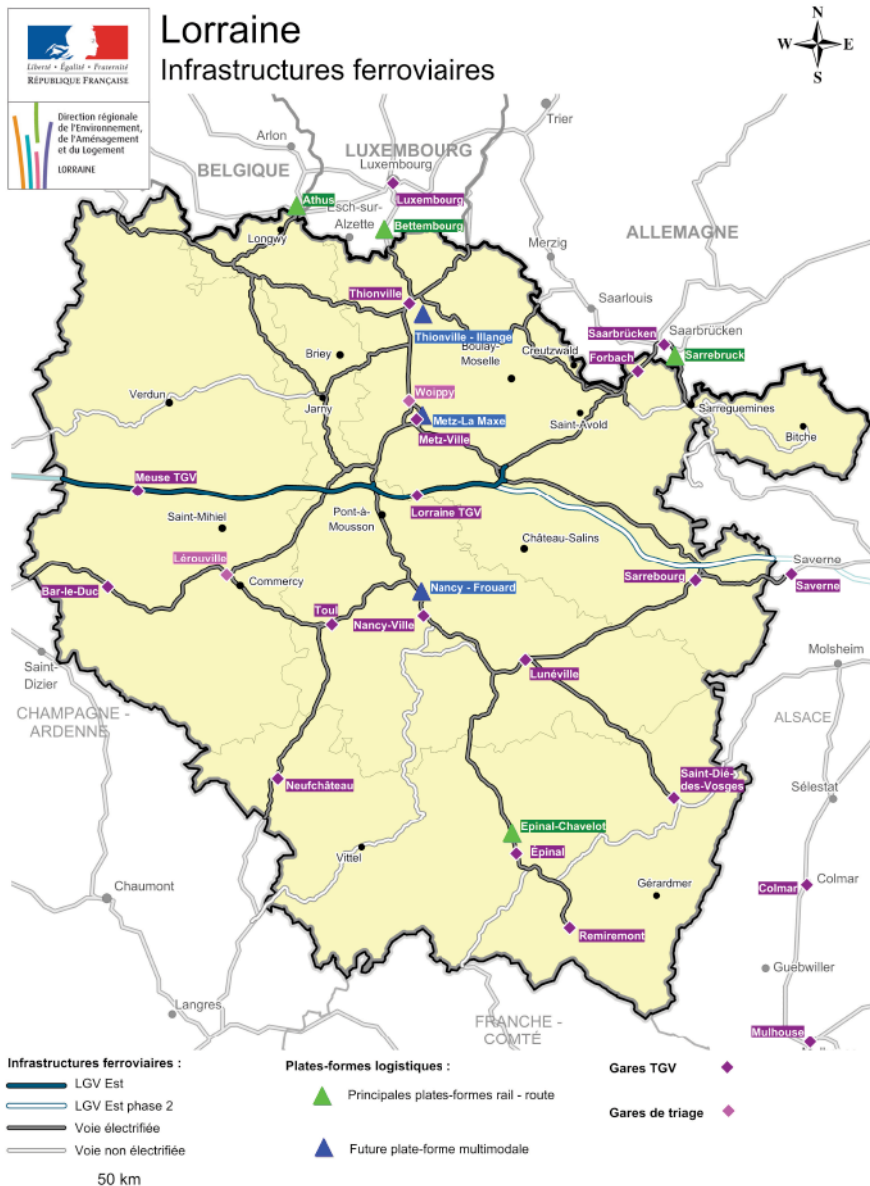 Lorraine
Infrastructures ferroviaires
Liberté • Égalité • Fraternité
RÉPUBLIQUE FRANÇAISE
Direction régionale
de l'Environnement,
de l'Aménagement
et du Logement
LORRAINE
N
W E
S
Trier
Arlon
LUXEMBOURG
BELGIQUE
Luxembourg
Luxembourg
Athus
Esch-sur-
Alzette
Bettembourg
Longwy
ALLEMAGNE
Merzig
Thionville
Saarlouis
Thionville - Illange
Saarbrücken
Saarbrücken
Sarrebruck
Forbach
Briey
Boulay-
Moselle
Creutzwald
Verdun
Jarny
Woippy
Metz-La Maxe
Metz-Ville
Saint-Avold
Sarreguemines
Bitche
Meuse TGV
Lorraine TGV
Saint-Mihiel
Pont-à-
Mousson
Château-Salins
Lérouville
Commercy
Bar-le-Duc
Nancy - Frouard
Sarrebourg
Saverne
Saverne
Toul
Nancy-Ville
Lunéville
Saint-
Dizier
Molsheim
CHAMPAGNE -
ARDENNE
ALSACE
Neufchâteau
Saint-Dié-
des-Vosges
Sélestat
Epinal-Chavelot
Épinal
Vittel
Gérardmer
Chaumont
Colmar
Colmar
Remiremont
Guebwiller
Langres
FRANCHE -
COMTÉ
Mulhouse
Infrastructures ferroviaires :
LGV Est
LGV Est phase 2
Voie électrifiée
Voie non électrifiée
50 km
Plates-formes logistiques :
Principales plates-formes rail - route
Future plate-forme multimodale
Gares TGV
Gares de triage